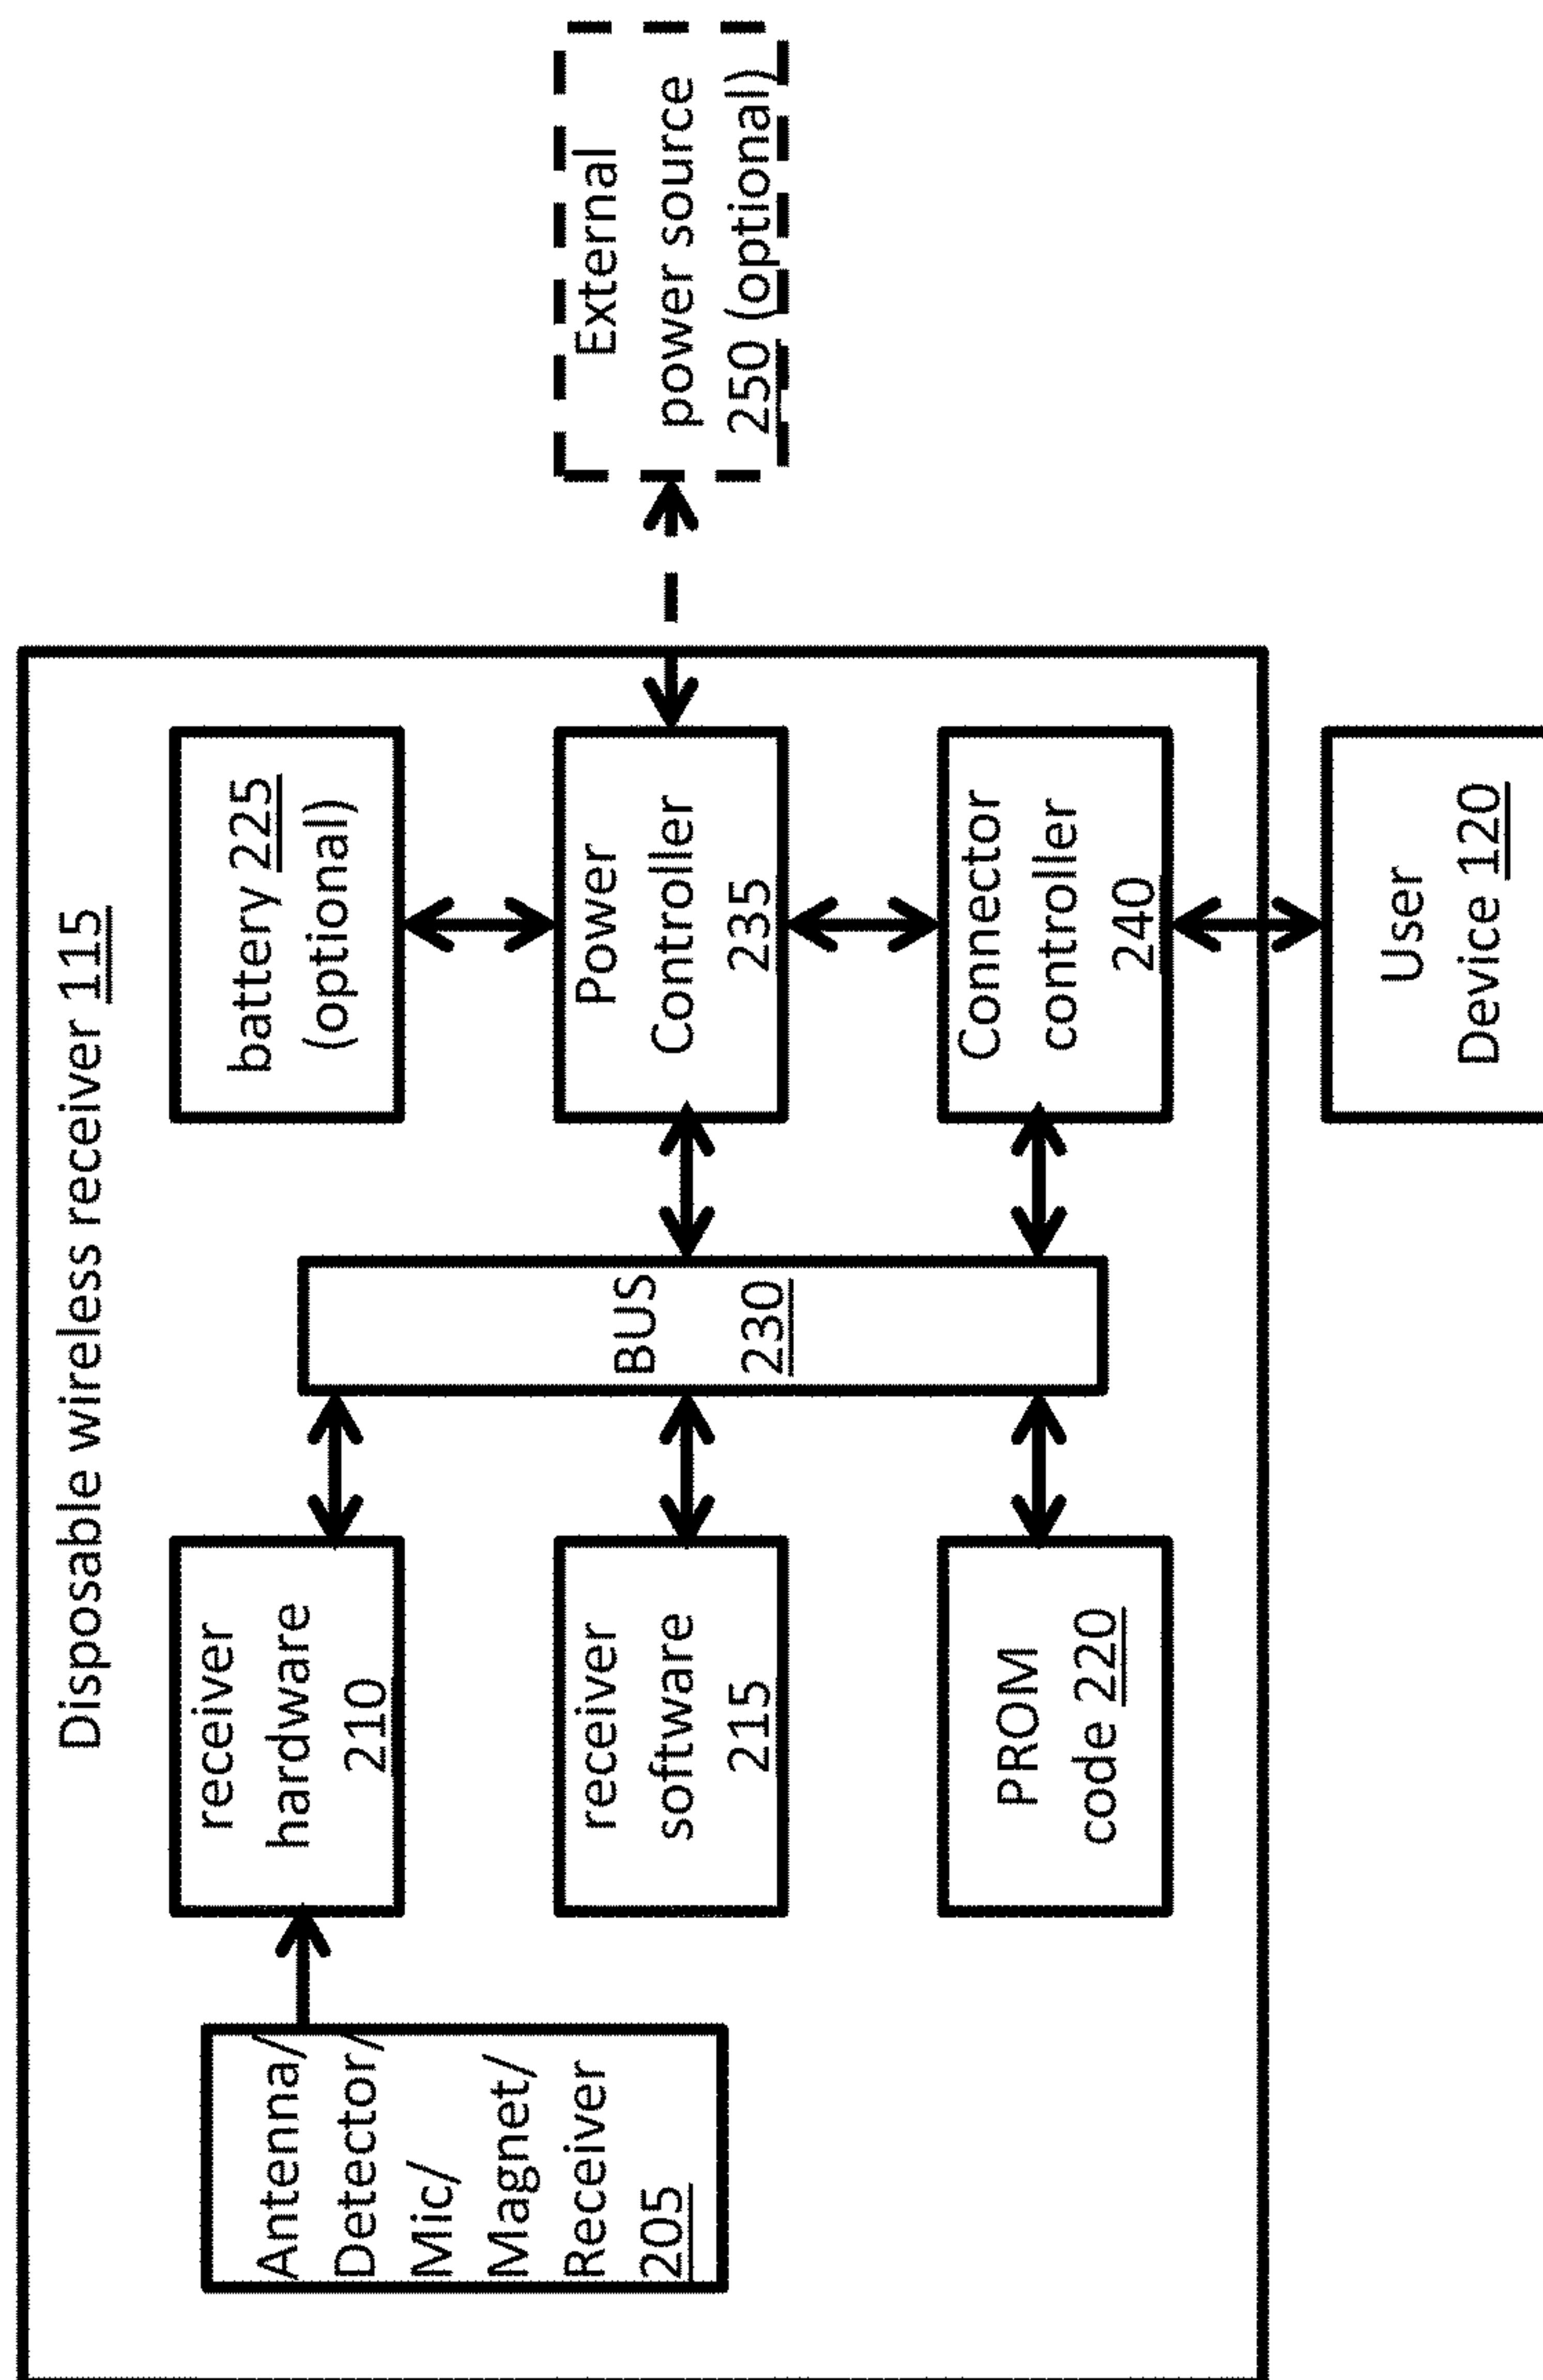 Disposable wireless receiver 115
Antenna/
Detector/
Mic/
Magnet/
Receiver
205
receiver
hardware
210
receiver
software
215
PROM
code 220
BUS
230
battery 225
(optional)
Power
Controller
235
Connector
controller
240
User
Device 120
External
power source
250 (optional)